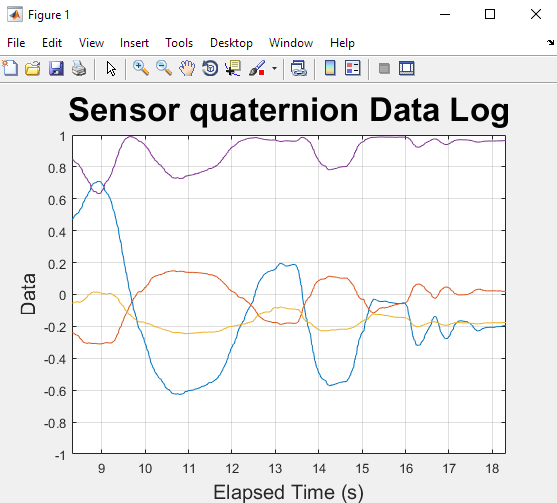 Figure 1
File Edit View Insert Tools Desktop Window Help
Sensor quaternion Data Log
1
0.8
0.6
0.4
0.2
0
-0.2
-0.4
-0.6
-0.8
-1
Data
9 10 11 12 13 14 15 16 17 18
Elapsed Time (s)